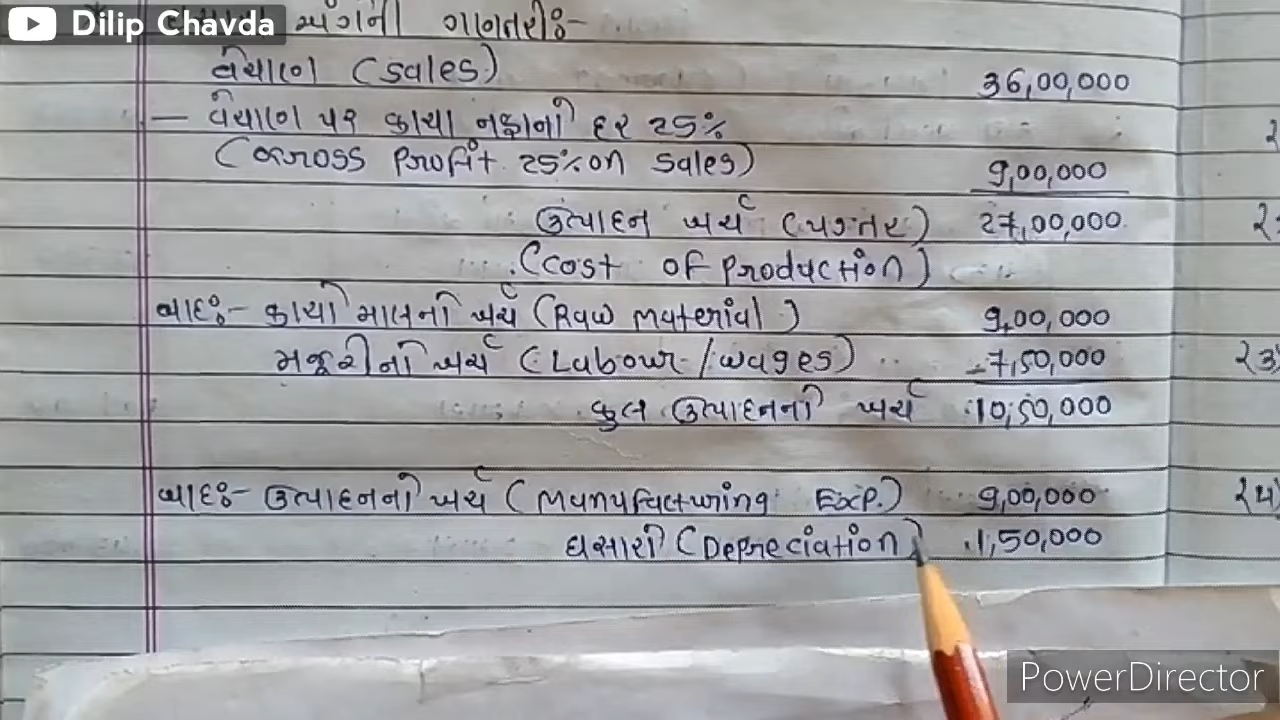 Dilip Chavda
અંગેની ગણતરીઃ-
વેચાણ (Sales) 36,00,000
— વેચાણ પર કાચા નફાનો દર 25%
(Gross Profit 25% on Sales) 9,00,000
ઉત્પાદન ખર્ચ (પડતર) 27,00,000
(Cost of Production)
બાદઃ- કાચો માલનો ખર્ચ (Raw Material) 9,00,000
મજૂરીનો ખર્ચ (Labour/wages) 7,50,000
કુલ ઉત્પાદનનો ખર્ચ 10,50,000
બાદઃ- ઉત્પાદનનો ખર્ચ (Manufacturing Exp.) 9,00,000
ઘસારો (Depreciation) 1,50,000
PowerDirector